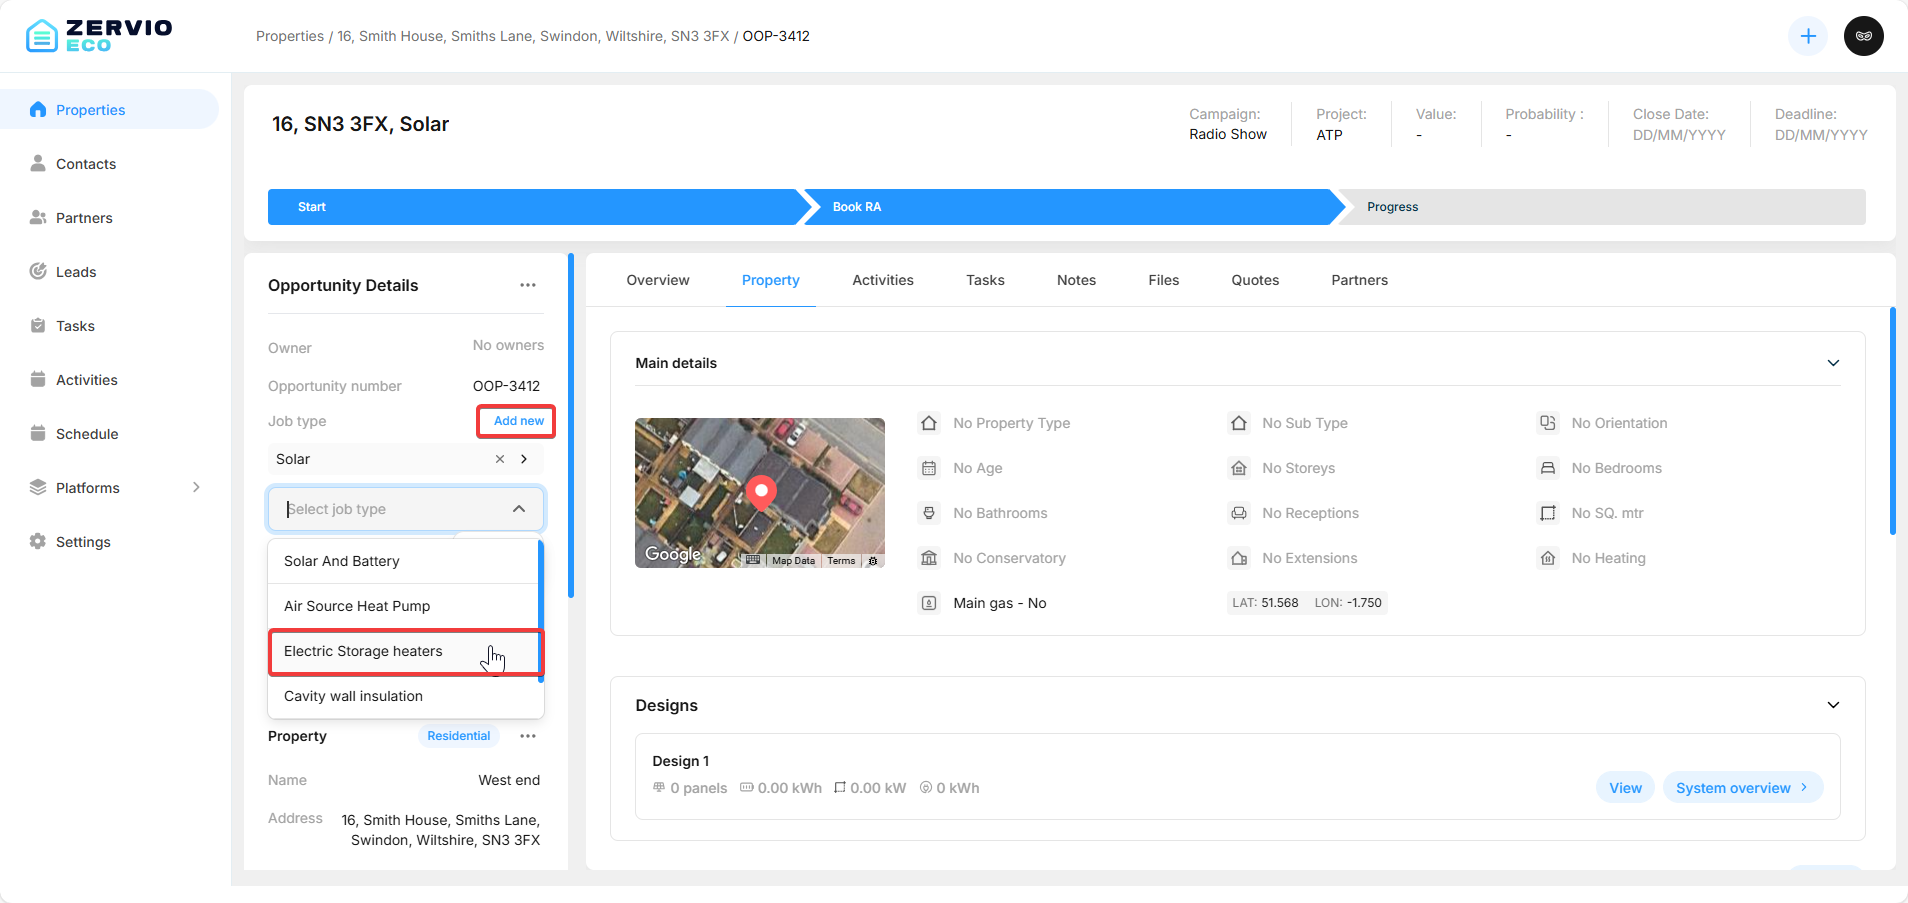 ZERVIO
ECO
Properties / 16, Smith House, Smiths Lane, Swindon, Wiltshire, SN3 3FX / OOP-3412
Properties
Contacts
Partners
Leads
Tasks
Activities
Schedule
Platforms
Settings
16, SN3 3FX, Solar
Campaign:
Radio Show
Project:
ATP
Value:
-
Probability :
-
Close Date:
DD/MM/YYYY
Deadline:
DD/MM/YYYY
Start
Book RA
Progress
Opportunity Details
Owner No owners
Opportunity number OOP-3412
Job type Add new
Solar
Select job type
Solar And Battery
Air Source Heat Pump
Electric Storage heaters
Cavity wall insulation
Property Residential
Name West end
Address 16, Smith House, Smiths Lane,
Swindon, Wiltshire, SN3 3FX
Overview Property Activities Tasks Notes Files Quotes Partners
Main details
Google
Map Data Terms
No Property Type No Sub Type No Orientation
No Age No Storeys No Bedrooms
No Bathrooms No Receptions No SQ. mtr
No Conservatory No Extensions No Heating
Main gas - No LAT: 51.568 LON: -1.750
Designs
Design 1
0 panels 0.00 kWh 0.00 kW 0 kWh
View System overview